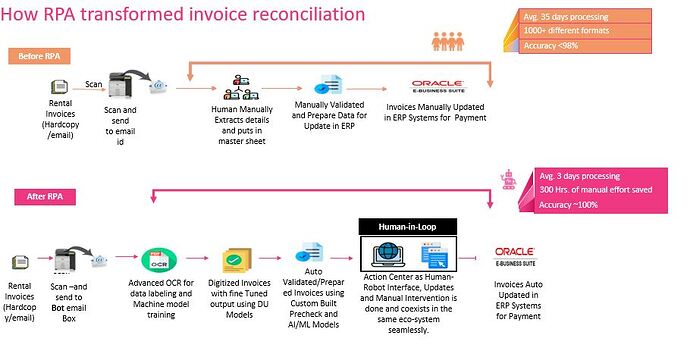 How RPA transformed invoice reconciliation
Avg. 35 days processing
1000+ different formats
Accuracy <98%
Before RPA
Scan
Rental
Invoices
(Hardcopy
/email)
Scan and
send
to email
id
Human Manually
Extracts details
and puts in
master sheet
Manually Validated
and Prepare Data for
Update in ERP
ORACLE
E-BUSINESS SUITE
Invoices Manually Updated
in ERP Systems for Payment
Avg. 3 days processing
300 Hrs. of manual effort saved
Accuracy ~100%
After RPA
Human-in-Loop
OCR
Rental
Invoices
(Hardcop
y/email)
Scan –and
send to
Bot email
Box
Advanced OCR for
data labeling and
Machine model
training
Digitized Invoices
with fine Tuned
output using DU
Models
Auto
Validated/Prepar
ed Invoices using
Custom Built
Precheck and
AI/ML Models
Action Center as Human-
Robot Interface, Updates
and Manual Intervention is
done and coexists in the
same eco-system
seamlessly.
ORACLE
E-BUSINESS SUITE
Invoices Auto
Updated in
ERP Systems
for Payment